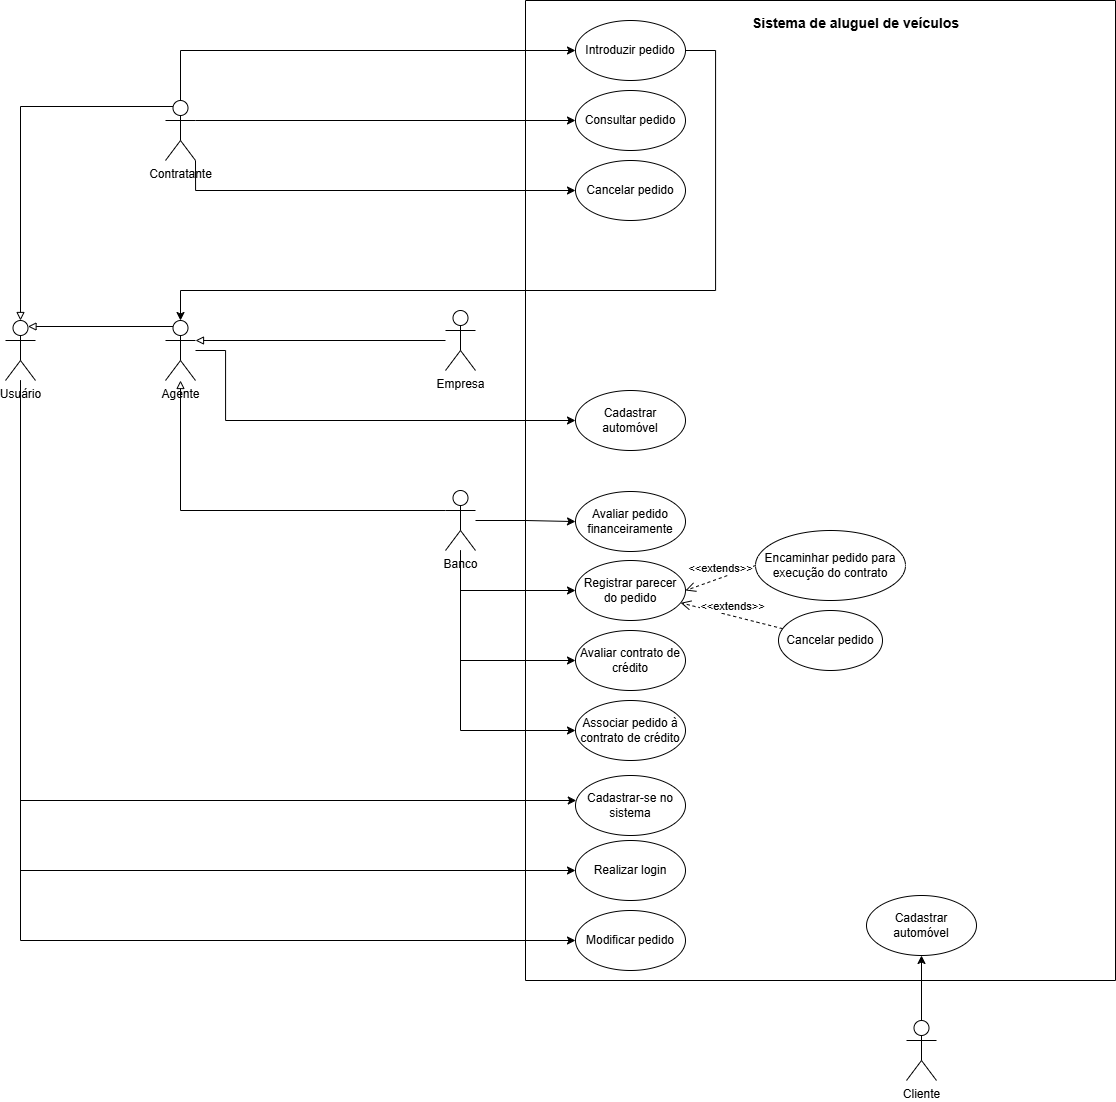 Sistema de aluguel de veículos
Introduzir pedido
Consultar pedido
Contratante
Cancelar pedido
Usuário
Agente
Empresa
Cadastrar
automóvel
Avaliar pedido
financeiramente
Banco
Encaminhar pedido para
execução do contrato
<<extends>>
Registrar parecer
do pedido
<<extends>>
Cancelar pedido
Avaliar contrato de
crédito
Associar pedido à
contrato de crédito
Cadastrar-se no
sistema
Realizar login
Modificar pedido
Cadastrar
automóvel
Cliente